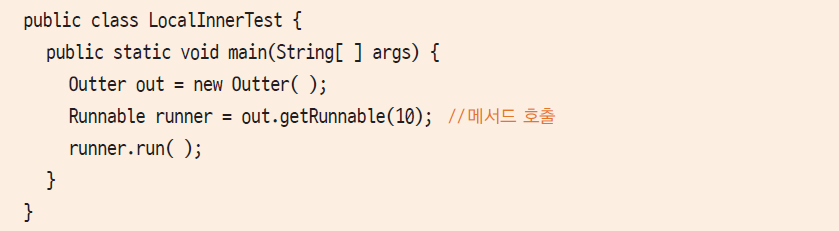 public class LocalInnerTest {
public static void main(String[ ] args) {
Outter out = new Outter( );
Runnable runner = out.getRunnable(10); //메서드 호출
runner.run( );
}
}